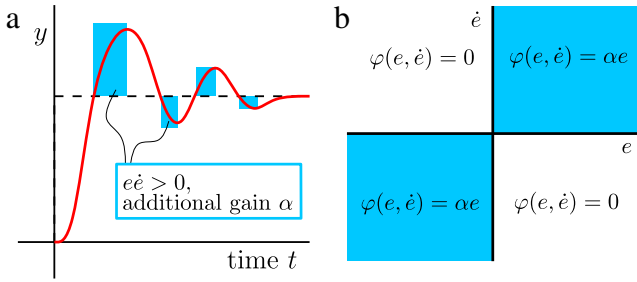 a
y
eė > 0,
additional gain α
time t
b
ė
φ(e, ė) = 0
φ(e, ė) = αe
e
φ(e, ė) = αe
φ(e, ė) = 0